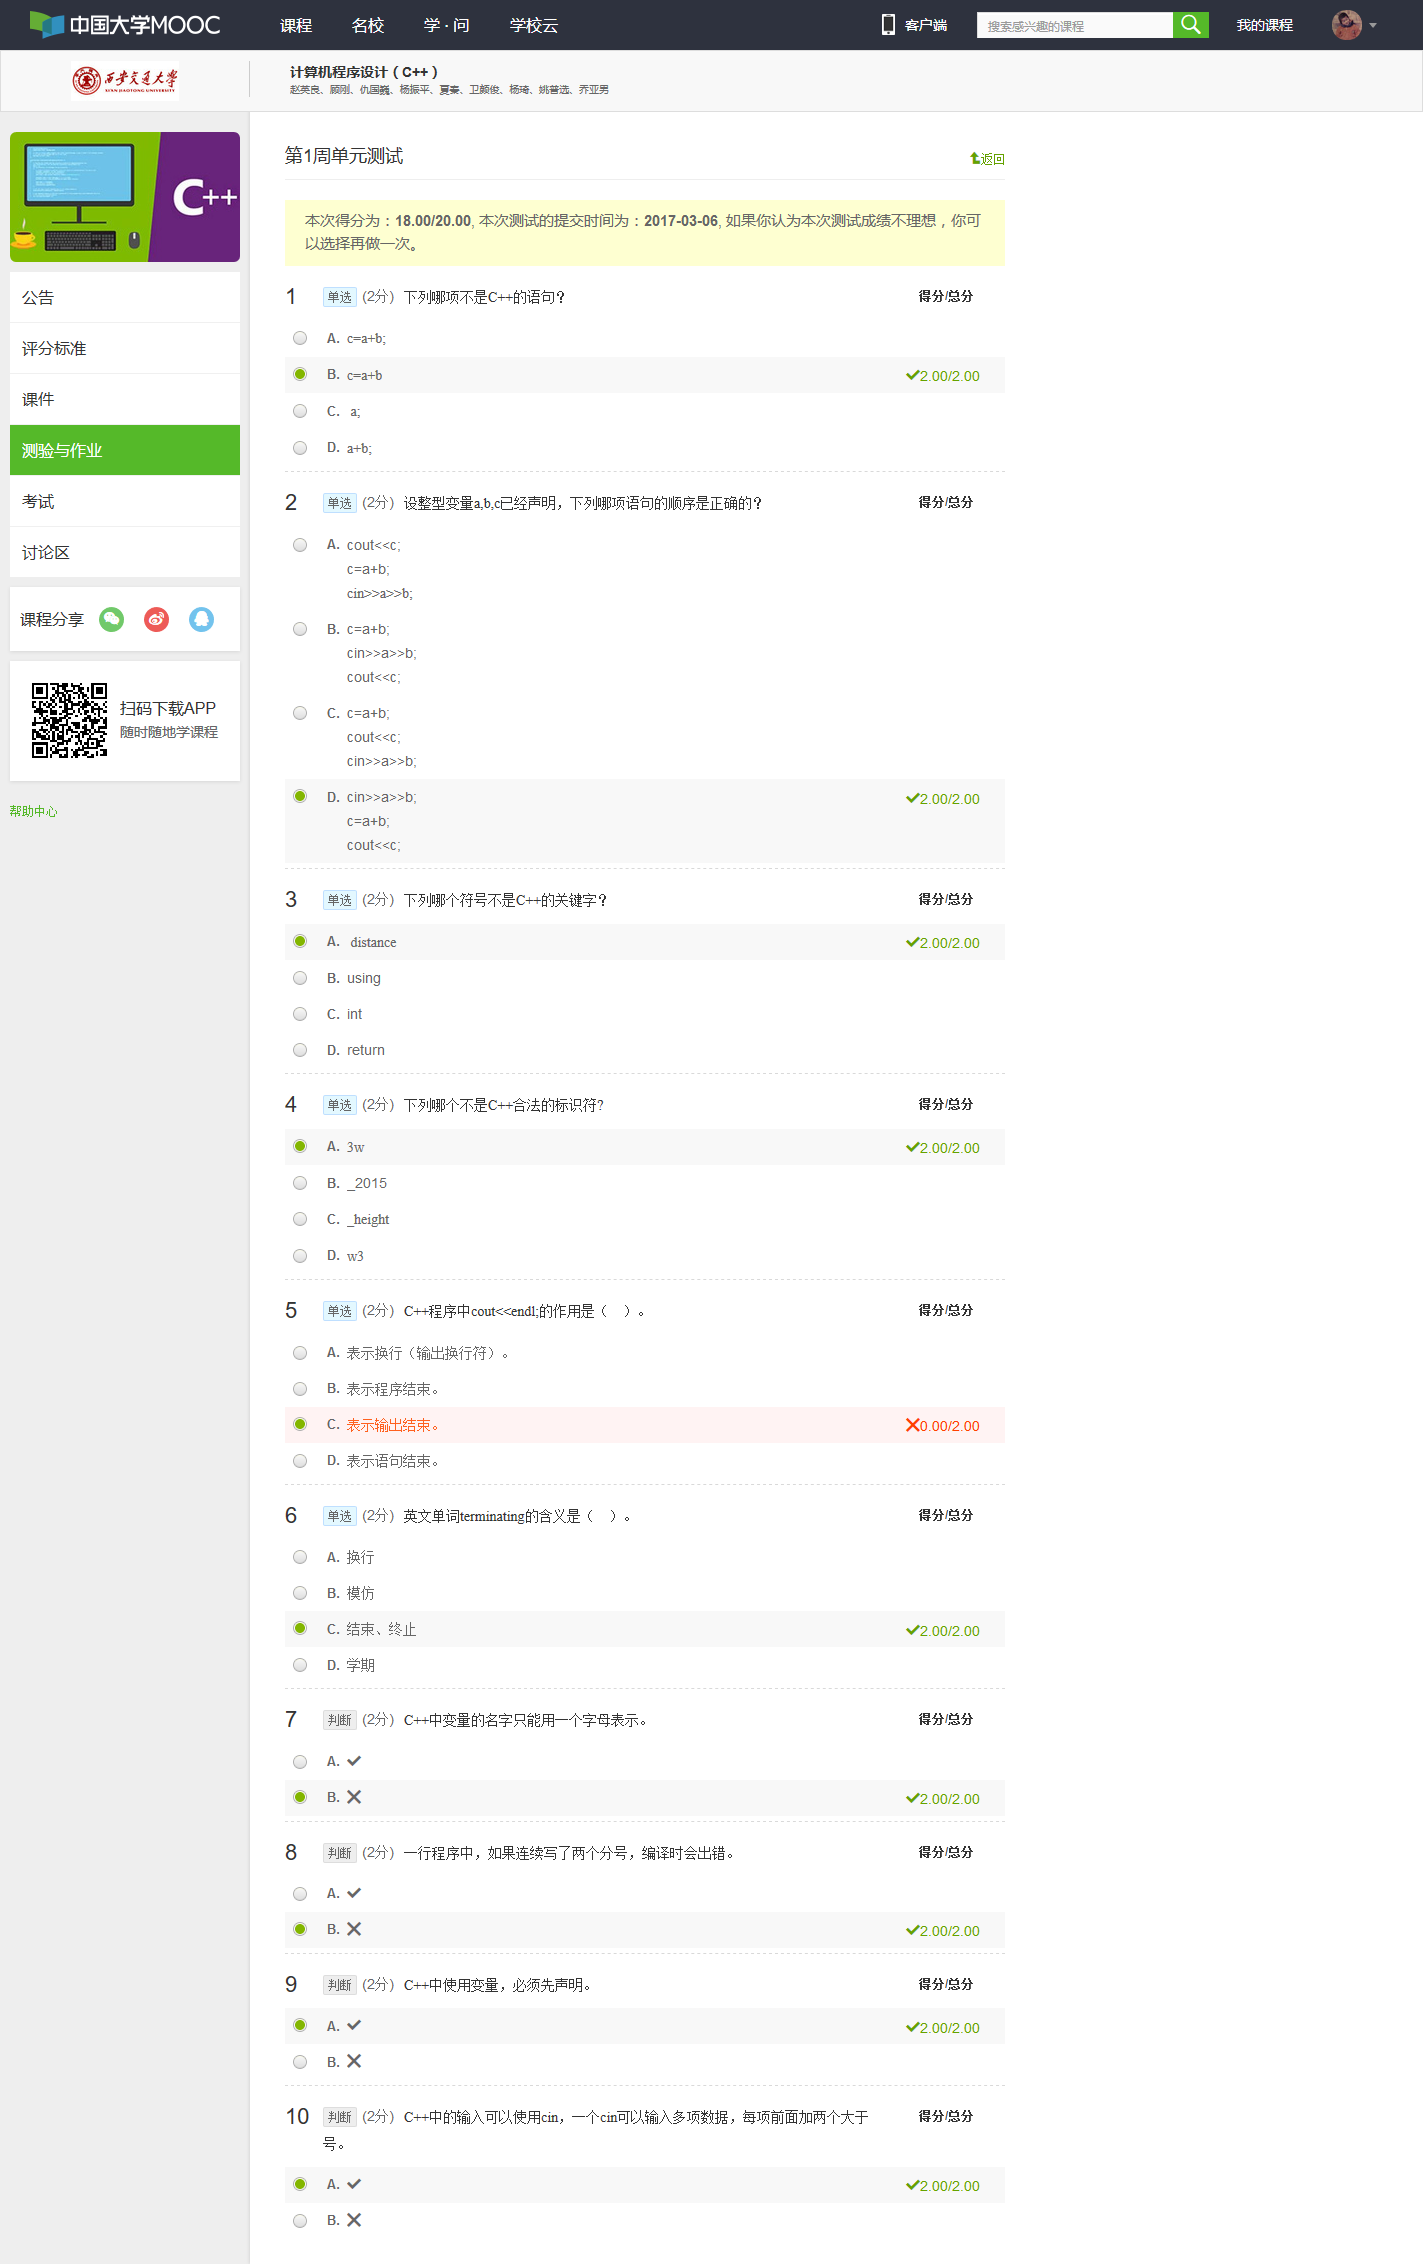 中国大学MOOC 课程 名校 学·问 学校云 客户端 搜索感兴趣的课程 我的课程
西安交通大学
XI'AN JIAOTONG UNIVERSITY
计算机程序设计（C++）
赵英良、顾刚、仇国巍、杨振平、夏秦、卫颜俊、杨琦、姚普选、乔亚男
C++
公告
评分标准
课件
测验与作业
考试
讨论区
课程分享
扫码下载APP
随时随地学课程
帮助中心
第1周单元测试
返回
本次得分为：18.00/20.00, 本次测试的提交时间为：2017-03-06, 如果你认为本次测试成绩不理想，你可
以选择再做一次。
1 单选 (2分) 下列哪项不是C++的语句？ 得分/总分
A. c=a+b;
B. c=a+b 2.00/2.00
C. a;
D. a+b;
2 单选 (2分) 设整型变量a,b,c已经声明，下列哪项语句的顺序是正确的？ 得分/总分
A. cout<<c;
c=a+b;
cin>>a>>b;
B. c=a+b;
cin>>a>>b;
cout<<c;
C. c=a+b;
cout<<c;
cin>>a>>b;
D. cin>>a>>b; 2.00/2.00
c=a+b;
cout<<c;
3 单选 (2分) 下列哪个符号不是C++的关键字？ 得分/总分
A. distance 2.00/2.00
B. using
C. int
D. return
4 单选 (2分) 下列哪个不是C++合法的标识符? 得分/总分
A. 3w 2.00/2.00
B. _2015
C. _height
D. w3
5 单选 (2分) C++程序中cout<<endl;的作用是（ ）。 得分/总分
A. 表示换行（输出换行符）。
B. 表示程序结束。
C. 表示输出结束。 0.00/2.00
D. 表示语句结束。
6 单选 (2分) 英文单词terminating的含义是（ ）。 得分/总分
A. 换行
B. 模仿
C. 结束、终止 2.00/2.00
D. 学期
7 判断 (2分) C++中变量的名字只能用一个字母表示。 得分/总分
A.
B. 2.00/2.00
8 判断 (2分) 一行程序中，如果连续写了两个分号，编译时会出错。 得分/总分
A.
B. 2.00/2.00
9 判断 (2分) C++中使用变量，必须先声明。 得分/总分
A. 2.00/2.00
B.
10 判断 (2分) C++中的输入可以使用cin，一个cin可以输入多项数据，每项前面加两个大于 得分/总分
号。
A. 2.00/2.00
B.